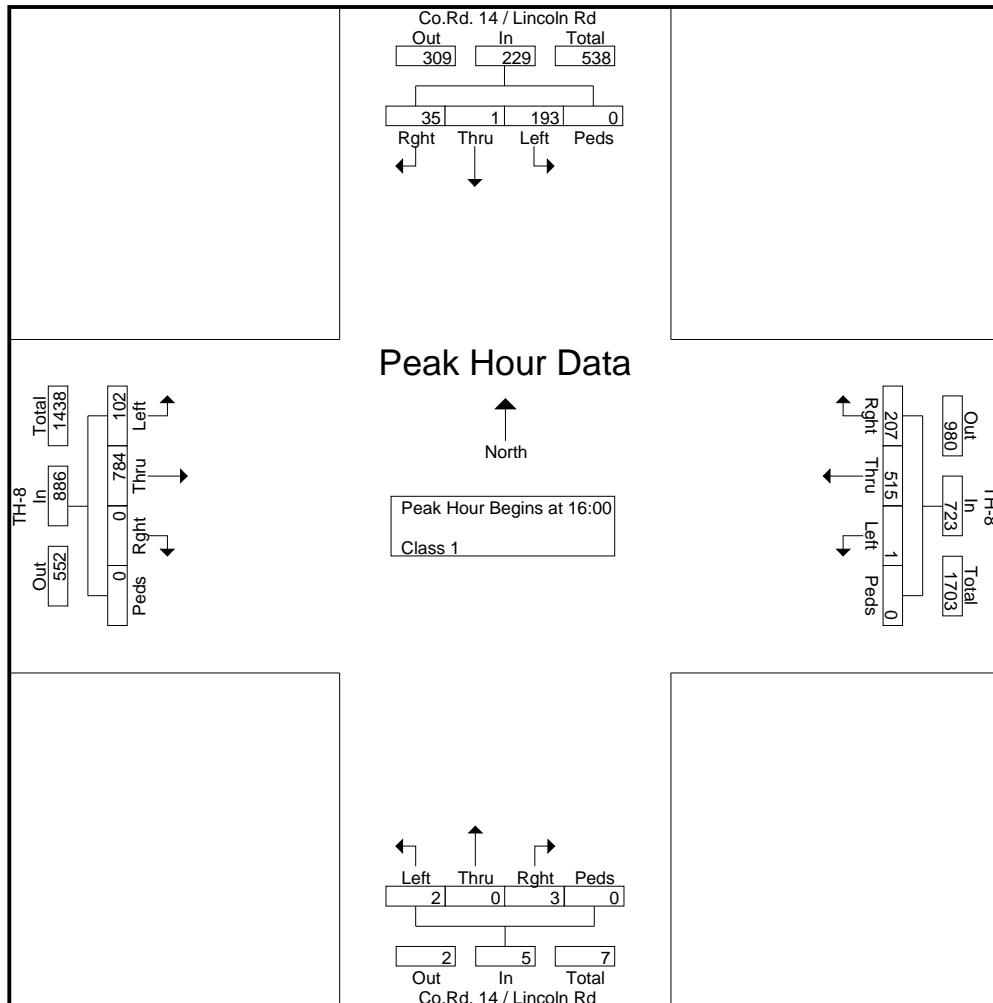 Co.Rd. 14 / Lincoln Rd
Out In Total
309 229 538
35 1 193 0
Rght Thru Left Peds
Peak Hour Data
North
Peak Hour Begins at 16:00
Class 1
TH-8
Total In Out
1438 886 552
102 784 0 0
Left Thru Rght Peds
Rght Thru Left Peds
207 515 1 0
980 723 1703
Out In Total
TH-8
Left Thru Rght Peds
2 0 3 0
2 5 7
Out In Total
Co.Rd. 14 / Lincoln Rd